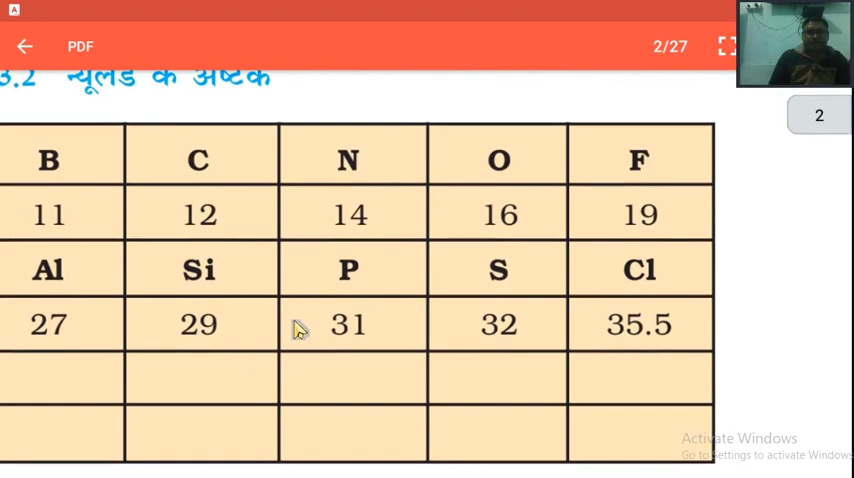 A
PDF
2/27
3.2 न्यूलैंड के अष्टक
2
B C N O F
11 12 14 16 19
Al Si P S Cl
27 29 31 32 35.5
Activate Windows
Go to Settings to activate Windows